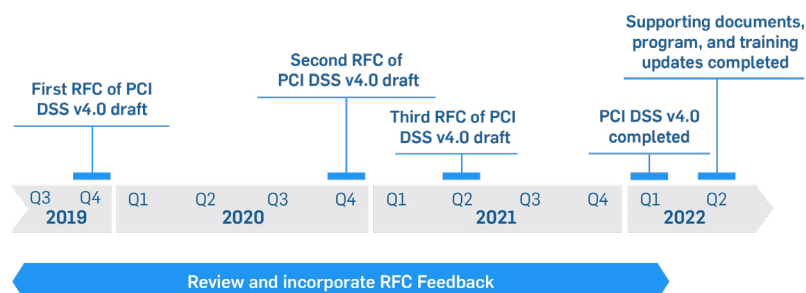 Supporting documents,
program, and training
updates completed
Second RFC of
PCI DSS v4.0 draft
First RFC of PCI
DSS v4.0 draft
Third RFC of PCI
DSS v4.0 draft
PCI DSS v4.0
completed
Q3 Q4 Q1 Q2 Q3 Q4 Q1 Q2 Q3 Q4 Q1 Q2
2019 2020 2021 2022
Review and incorporate RFC Feedback